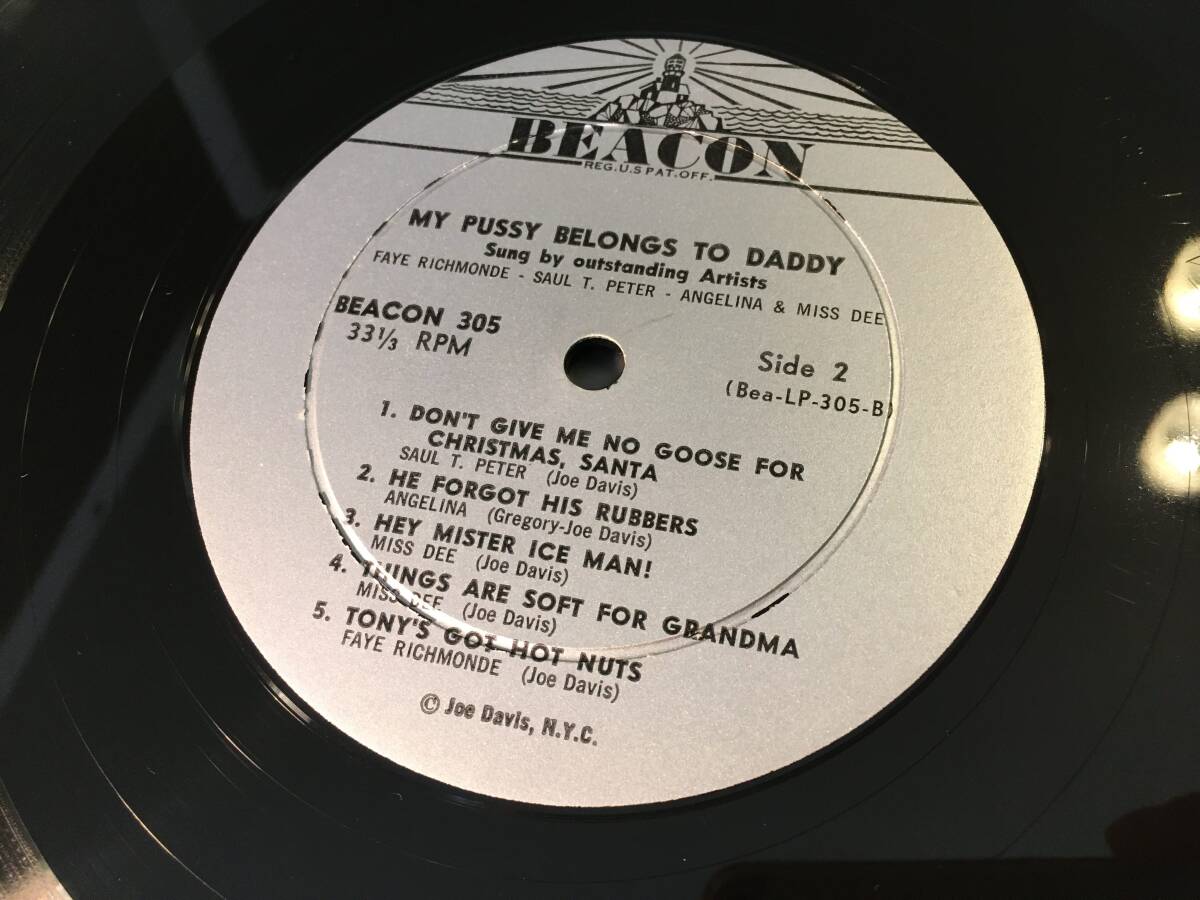 BEACON
REG.U.S PAT.OFF.
MY PUSSY BELONGS TO DADDY
Sung by outstanding Artists
FAYE RICHMONDE - SAUL T. PETER - ANGELINA & MISS DEE
BEACON 305
33⅓ RPM
Side 2
(Bea-LP-305-B)
1. DON'T GIVE ME NO GOOSE FOR
CHRISTMAS, SANTA
SAUL T. PETER (Joe Davis)
2. HE FORGOT HIS RUBBERS
ANGELINA (Gregory-Joe Davis)
3. HEY MISTER ICE MAN!
MISS DEE (Joe Davis)
4. THINGS ARE SOFT FOR GRANDMA
MISS DEE (Joe Davis)
5. TONY'S GOT HOT NUTS
FAYE RICHMONDE (Joe Davis)
© Joe Davis, N.Y.C.